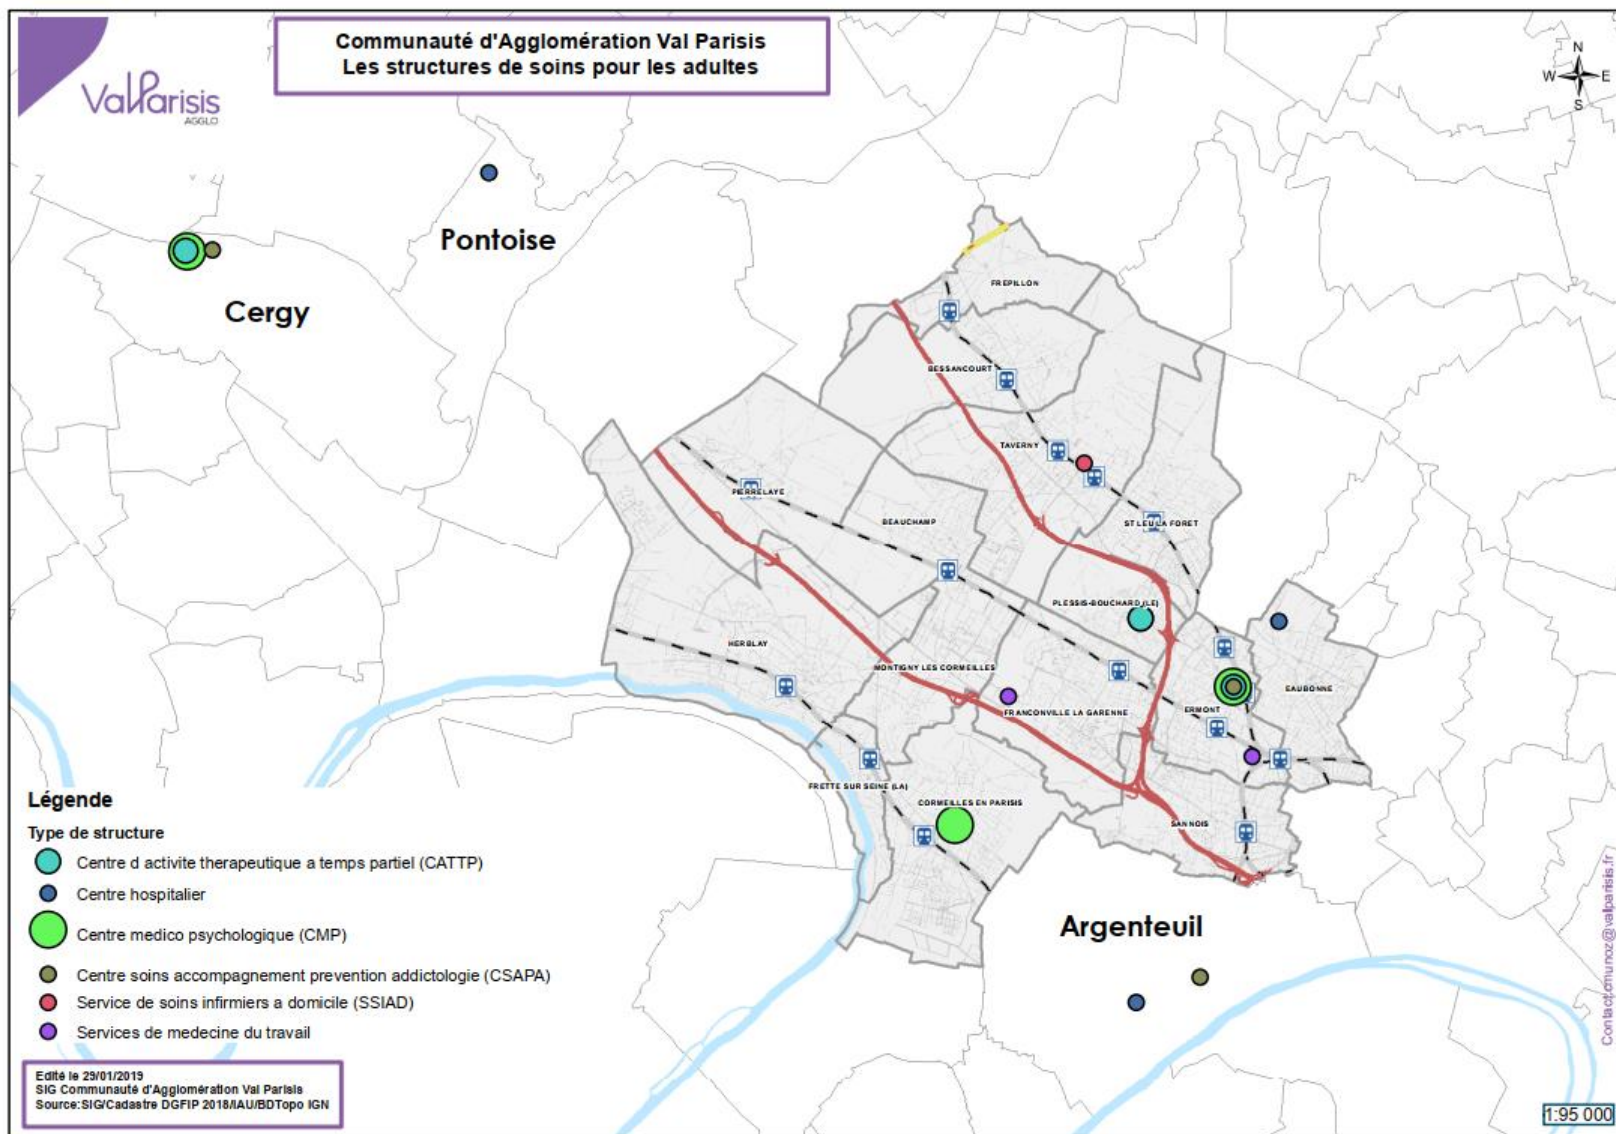 Communauté d'Agglomération Val Parisis
Les structures de soins pour les adultes
ValParisis
AGGLO
N
W E
S
Pontoise
Cergy
FREPILLON
BESSANCOURT
TAVERNY
PIERRELAYE
BEAUCHAMP
ST LEU LA FORET
PLESSIS-BOUCHARD (LE)
HERBLAY
MONTIGNY LES CORMEILLES
EAUBONNE
ERMONT
FRANCONVILLE LA GARENNE
FRETTE SUR SEINE (LA)
CORMEILLES EN PARISIS
SANNOIS
Argenteuil
Légende
Type de structure
Centre d activite therapeutique a temps partiel (CATTP)
Centre hospitalier
Centre medico psychologique (CMP)
Centre soins accompagnement prevention addictologie (CSAPA)
Service de soins infirmiers a domicile (SSIAD)
Services de medecine du travail
Edité le 29/01/2019
SIG Communauté d'Agglomération Val Parisis
Source:SIG/Cadastre DGFIP 2018/IAU/BDTopo IGN
Contact:omunoz@valparisis.fr
1:95 000